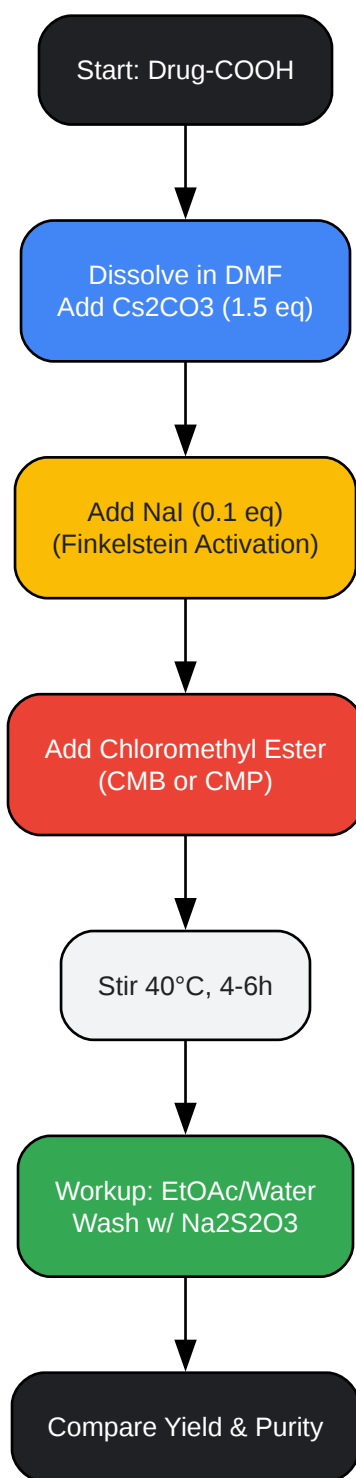 Start: Drug-COOH
Dissolve in DMF
Add Cs2CO3 (1.5 eq)
Add NaI (0.1 eq)
(Finkelstein Activation)
Add Chloromethyl Ester
(CMB or CMP)
Stir 40°C, 4-6h
Workup: EtOAc/Water
Wash w/ Na2S2O3
Compare Yield & Purity